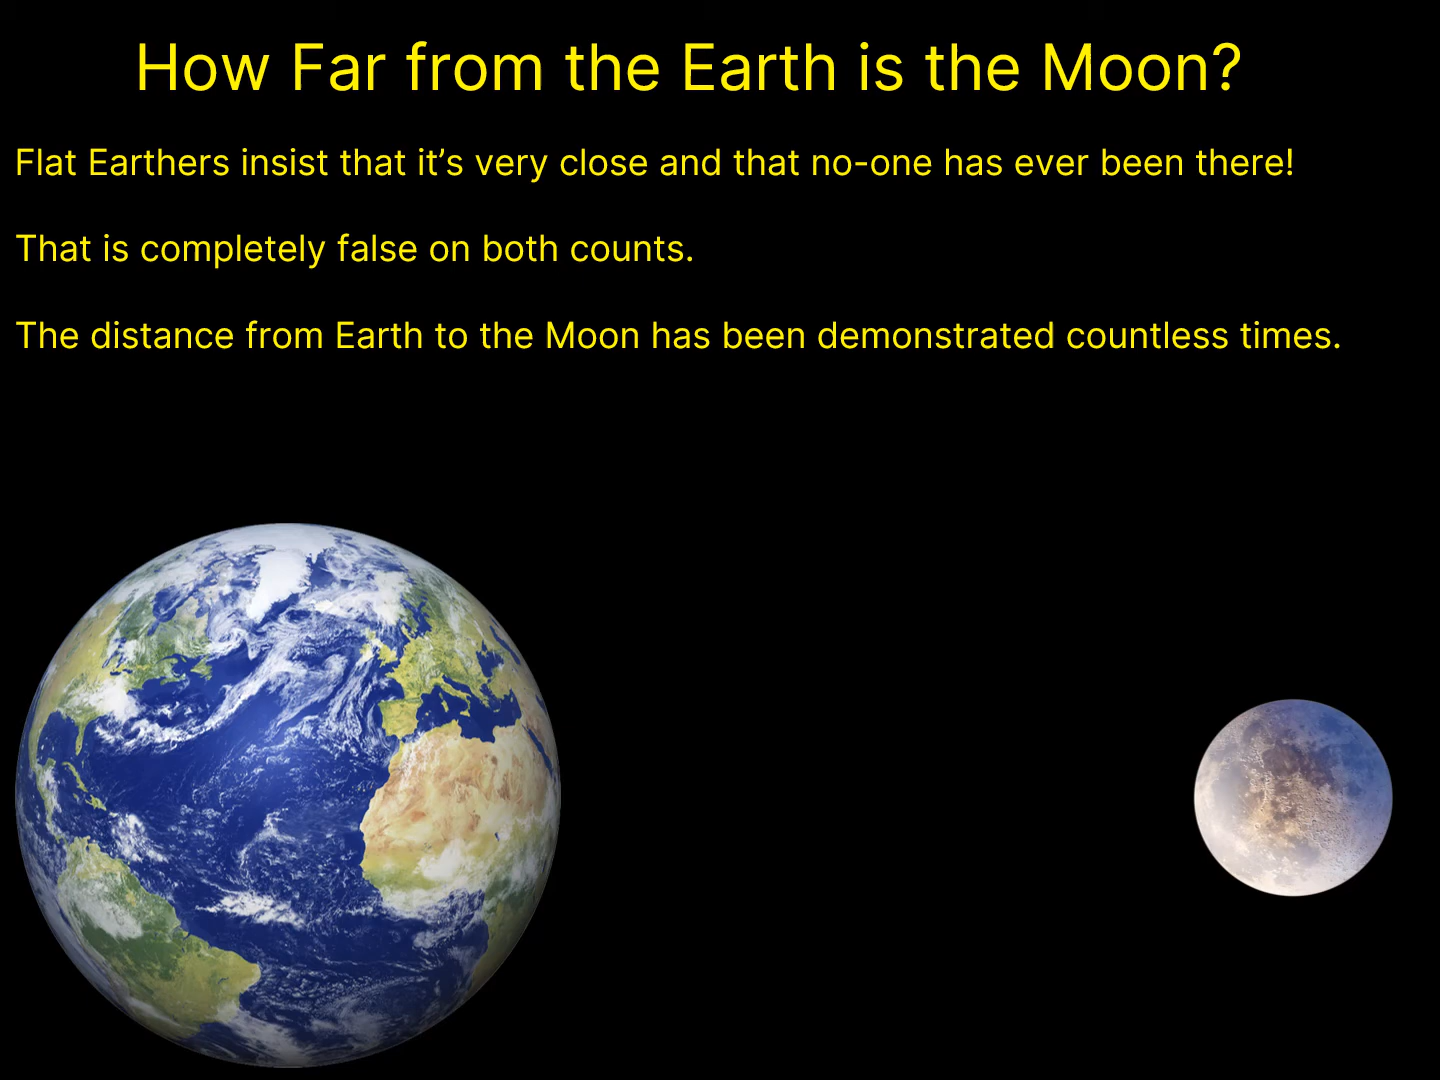 How Far from the Earth is the Moon?
Flat Earthers insist that it’s very close and that no-one has ever been there!
That is completely false on both counts.
The distance from Earth to the Moon has been demonstrated countless times.